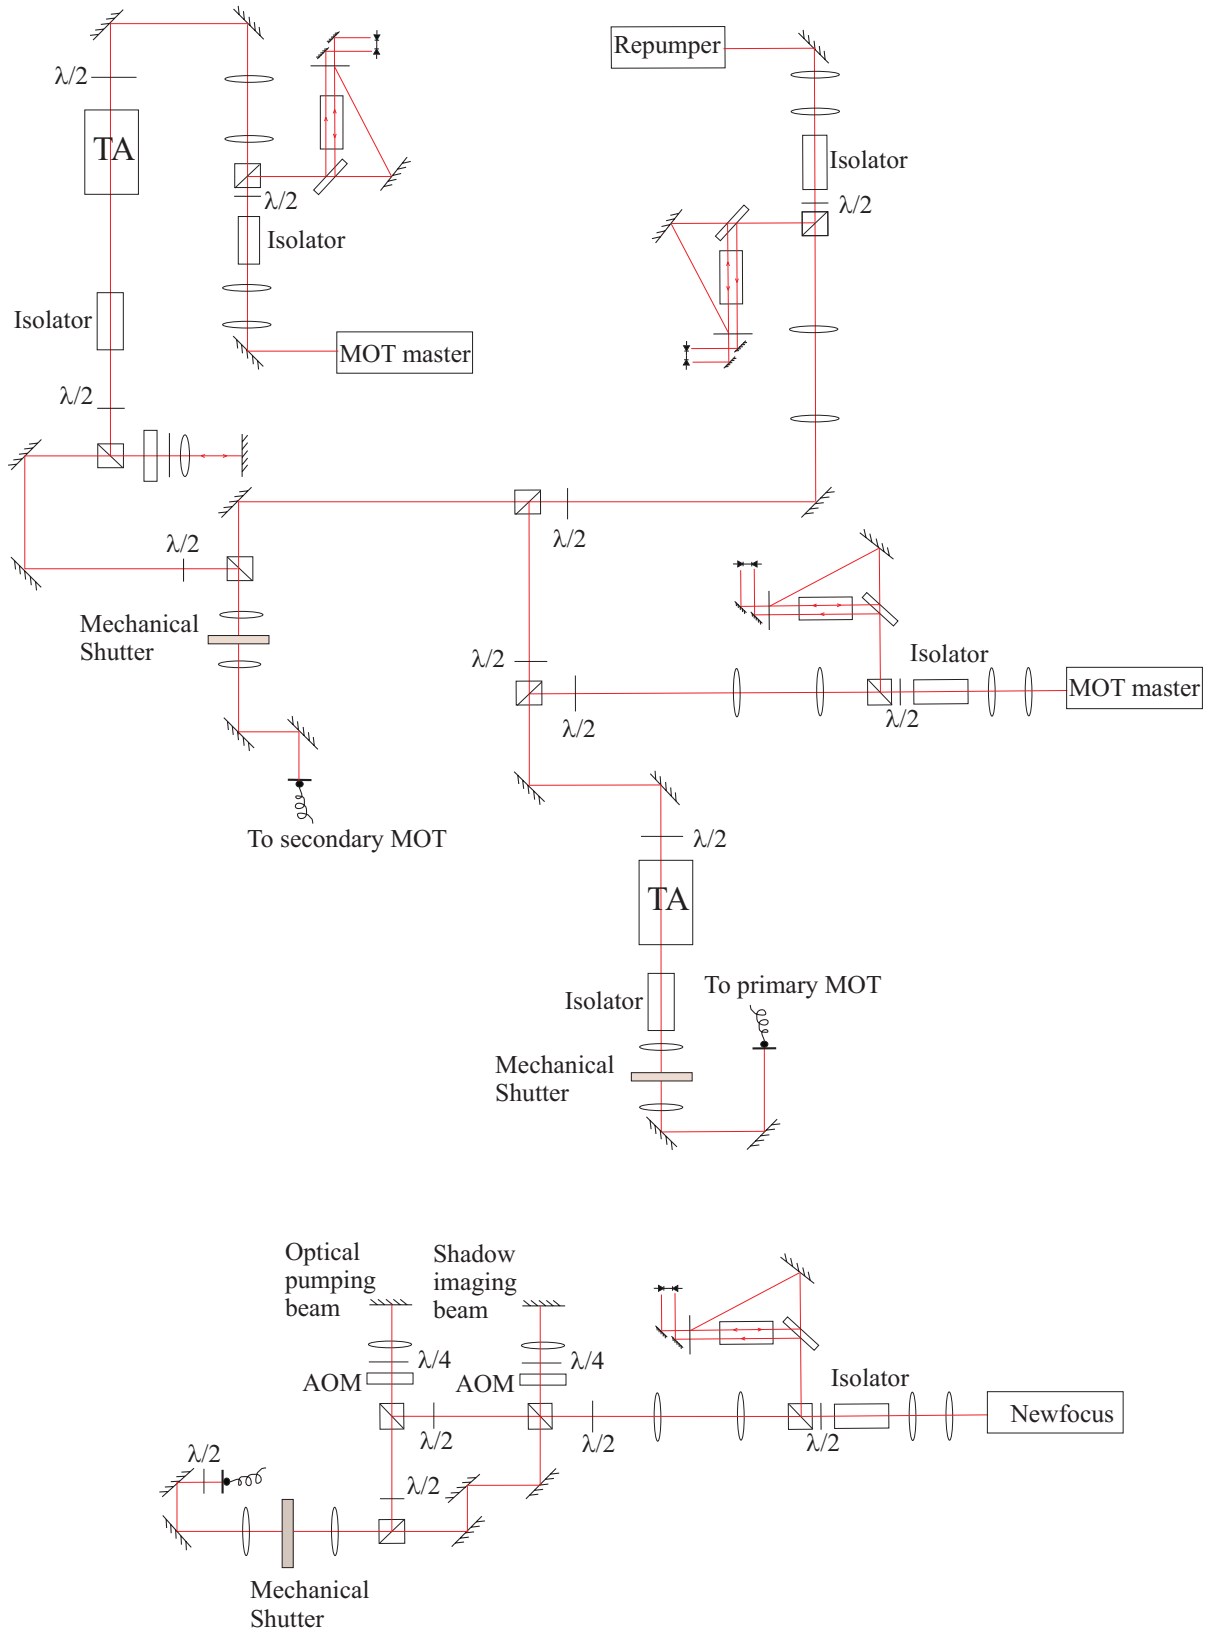 Repumper
λ/2
TA
Isolator
λ/2
λ/2
Isolator
Isolator
MOT master
Isolator
λ/2
λ/2
λ/2
Mechanical
Shutter
λ/2
Isolator
MOT master
λ/2
λ/2
To secondary MOT
λ/2
TA
To primary MOT
Isolator
Mechanical
Shutter
Optical
pumping
beam
Shadow
imaging
beam
λ/4
λ/4
AOM
AOM
Isolator
Newfocus
λ/2
λ/2
λ/2
λ/2
λ/2
Mechanical
Shutter